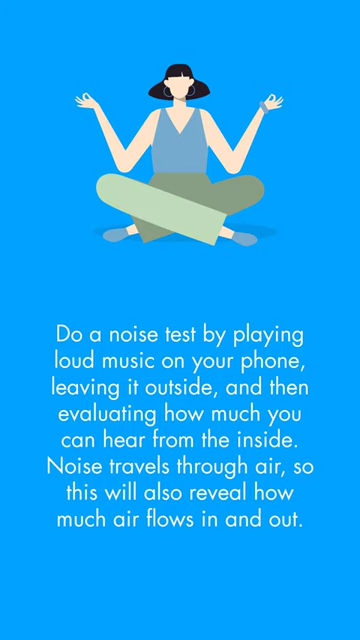 Do a noise test by playing
loud music on your phone,
leaving it outside, and then
evaluating how much you
can hear from the inside.
Noise travels through air, so
this will also reveal how
much air flows in and out.